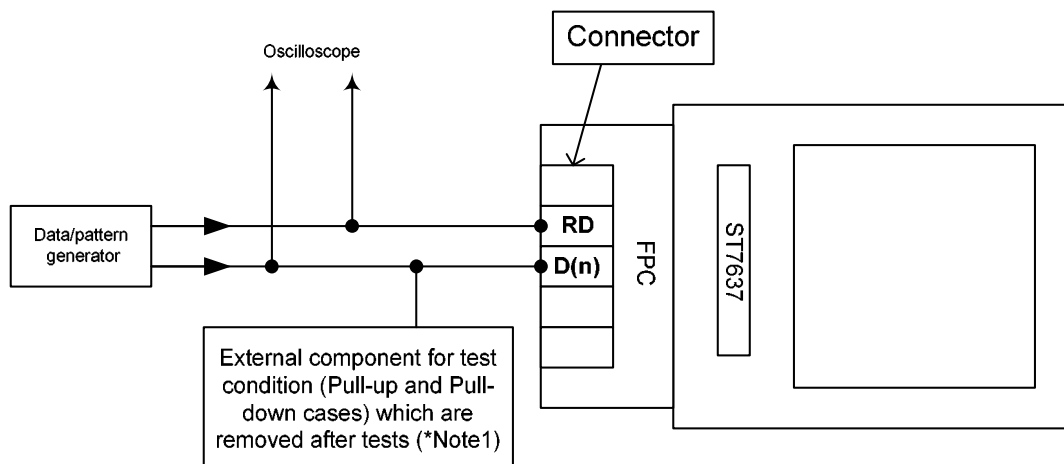 Oscilloscope
Connector
Data/pattern
generator
RD
D(n)
FPC
ST7637
External component for test
condition (Pull-up and Pull-
down cases) which are
removed after tests (*Note1)